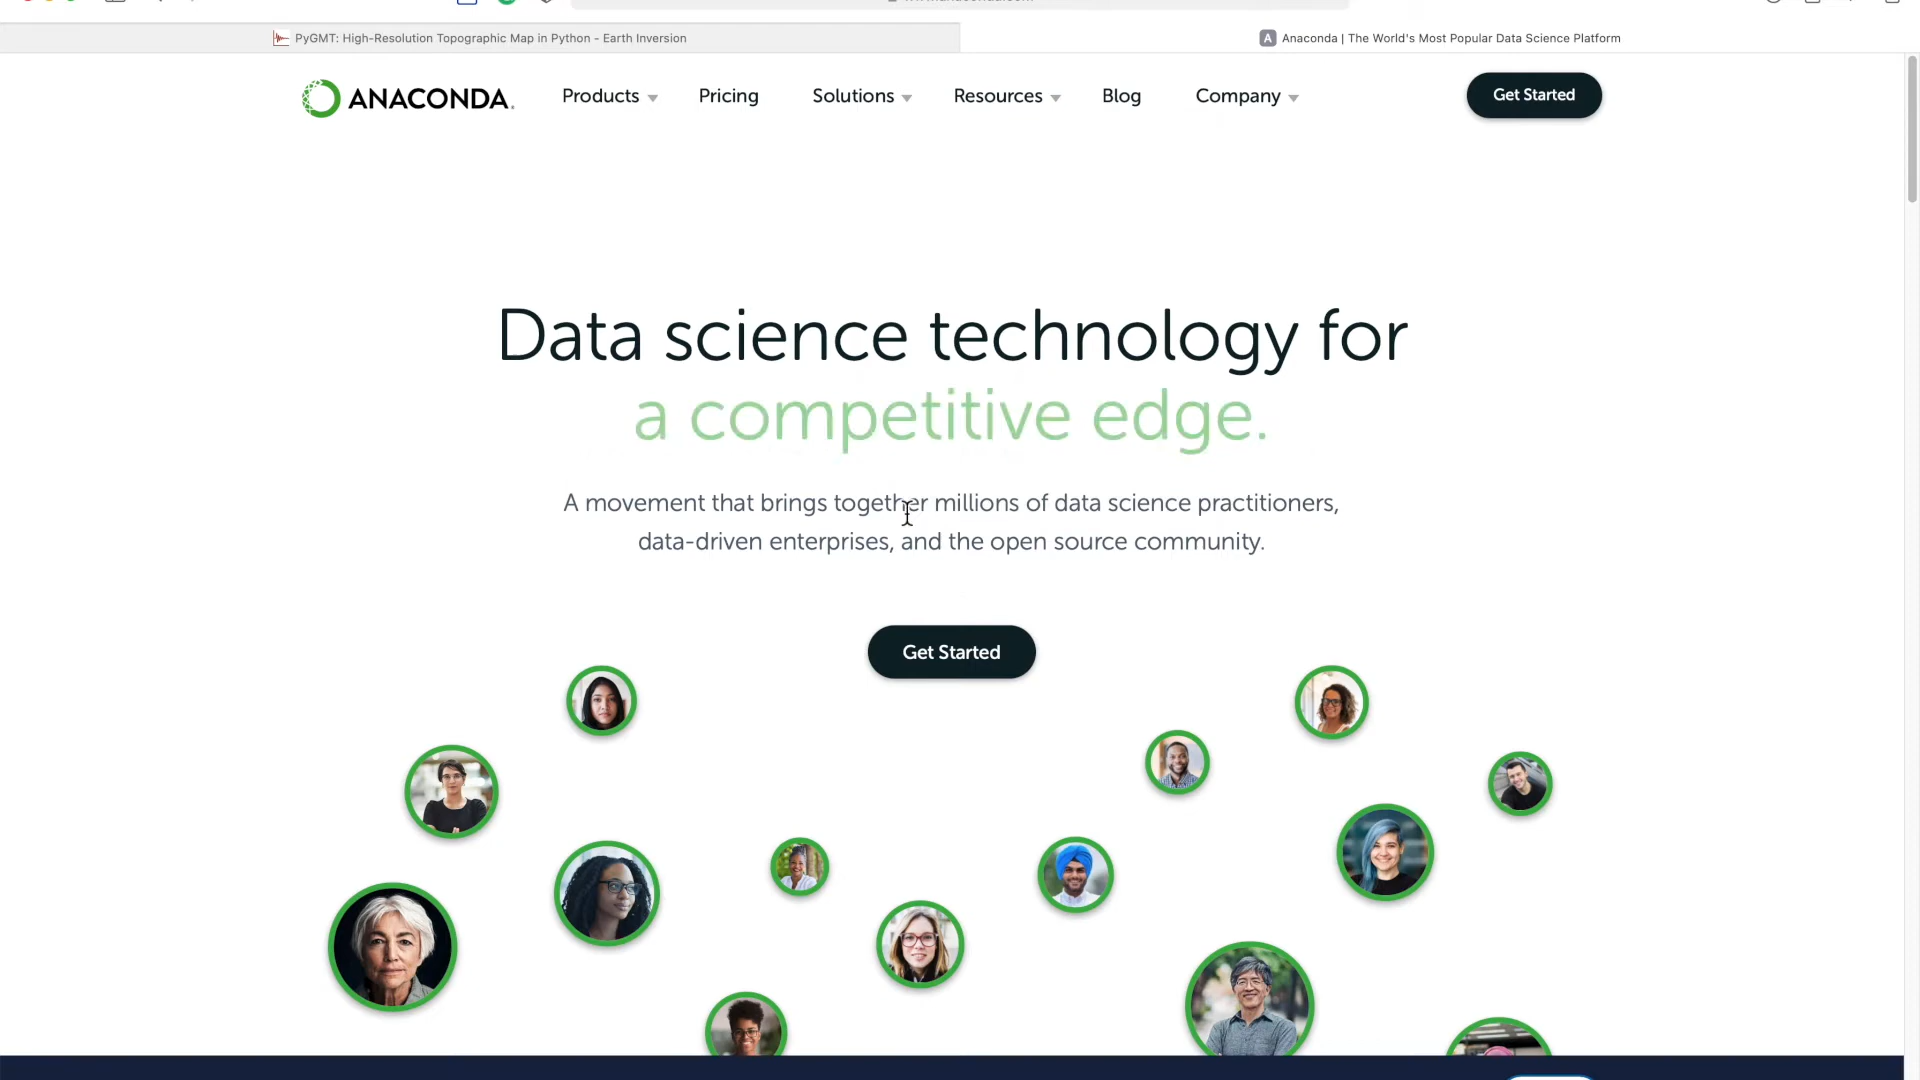 PyGMT: High-Resolution Topographic Map in Python - Earth Inversion
Anaconda | The World's Most Popular Data Science Platform
ANACONDA.
Products
Pricing
Solutions
Resources
Blog
Company
Get Started
Data science technology for
a competitive edge.
A movement that brings together millions of data science practitioners,
data-driven enterprises, and the open source community.
Get Started